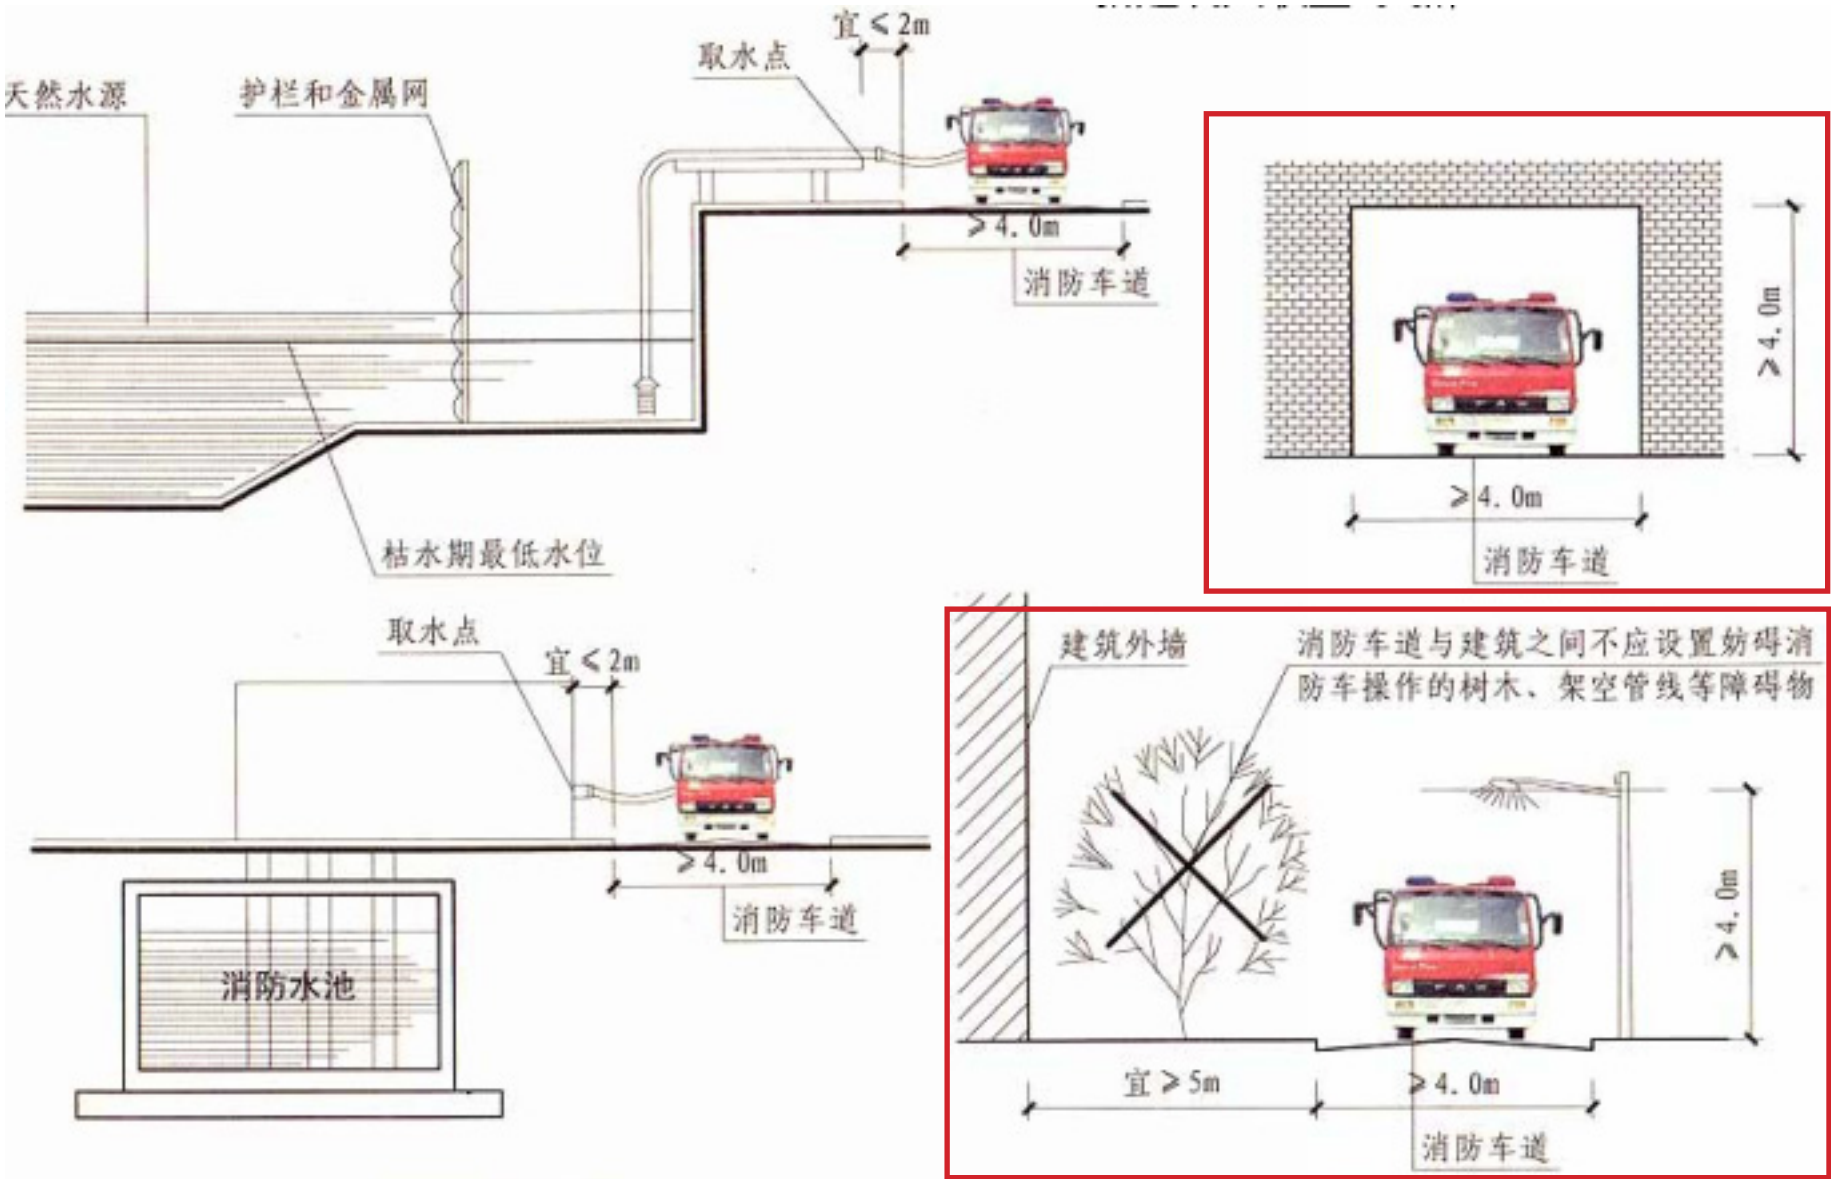 宜≤2m
取水点
天然水源
护栏和金属网
≥4.0m
消防车道
枯水期最低水位
≥4.0m
≥4.0m
消防车道
取水点
宜≤2m
≥4.0m
消防车道
消防水池
建筑外墙
消防车道与建筑之间不应设置妨碍消
防车操作的树木、架空管线等障碍物
≥4.0m
宜≥5m
≥4.0m
消防车道